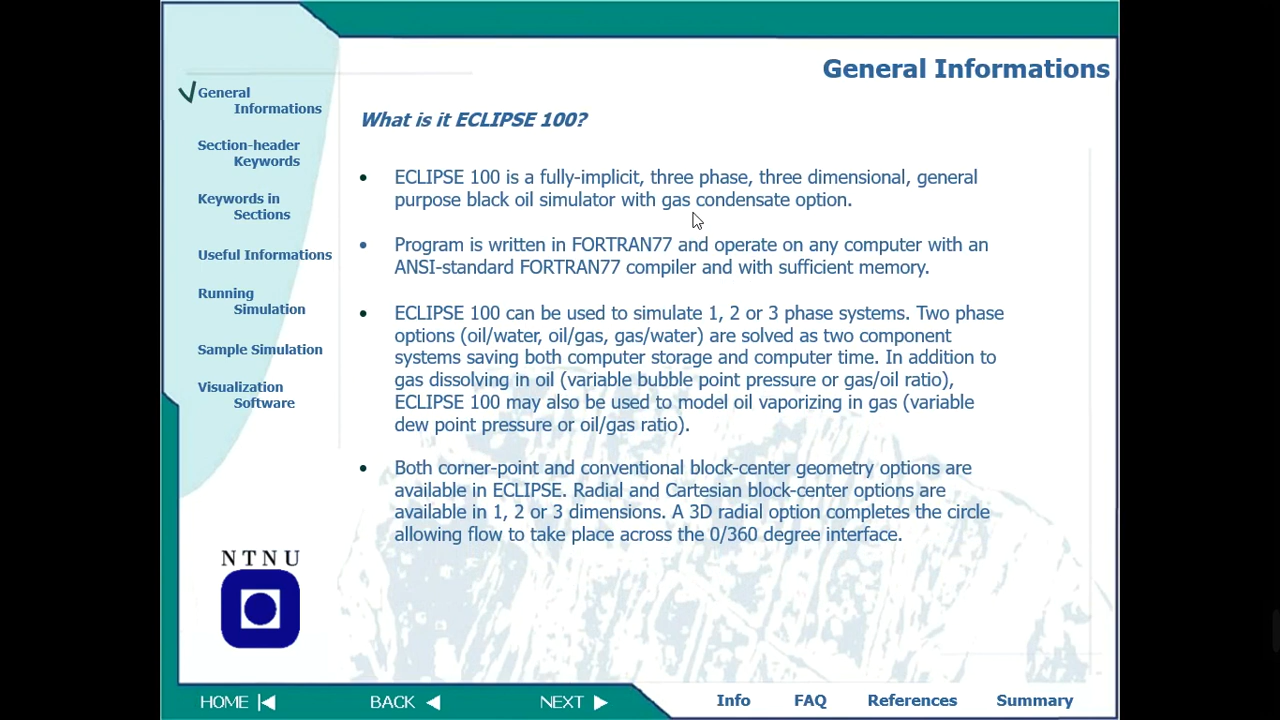 General Informations
General
Informations
Section-header
Keywords
Keywords in
Sections
Useful Informations
Running
Simulation
Sample Simulation
Visualization
Software
NTNU
What is it ECLIPSE 100?
• ECLIPSE 100 is a fully-implicit, three phase, three dimensional, general
purpose black oil simulator with gas condensate option.
• Program is written in FORTRAN77 and operate on any computer with an
ANSI-standard FORTRAN77 compiler and with sufficient memory.
• ECLIPSE 100 can be used to simulate 1, 2 or 3 phase systems. Two phase
options (oil/water, oil/gas, gas/water) are solved as two component
systems saving both computer storage and computer time. In addition to
gas dissolving in oil (variable bubble point pressure or gas/oil ratio),
ECLIPSE 100 may also be used to model oil vaporizing in gas (variable
dew point pressure or oil/gas ratio).
• Both corner-point and conventional block-center geometry options are
available in ECLIPSE. Radial and Cartesian block-center options are
available in 1, 2 or 3 dimensions. A 3D radial option completes the circle
allowing flow to take place across the 0/360 degree interface.
HOME BACK NEXT Info FAQ References Summary